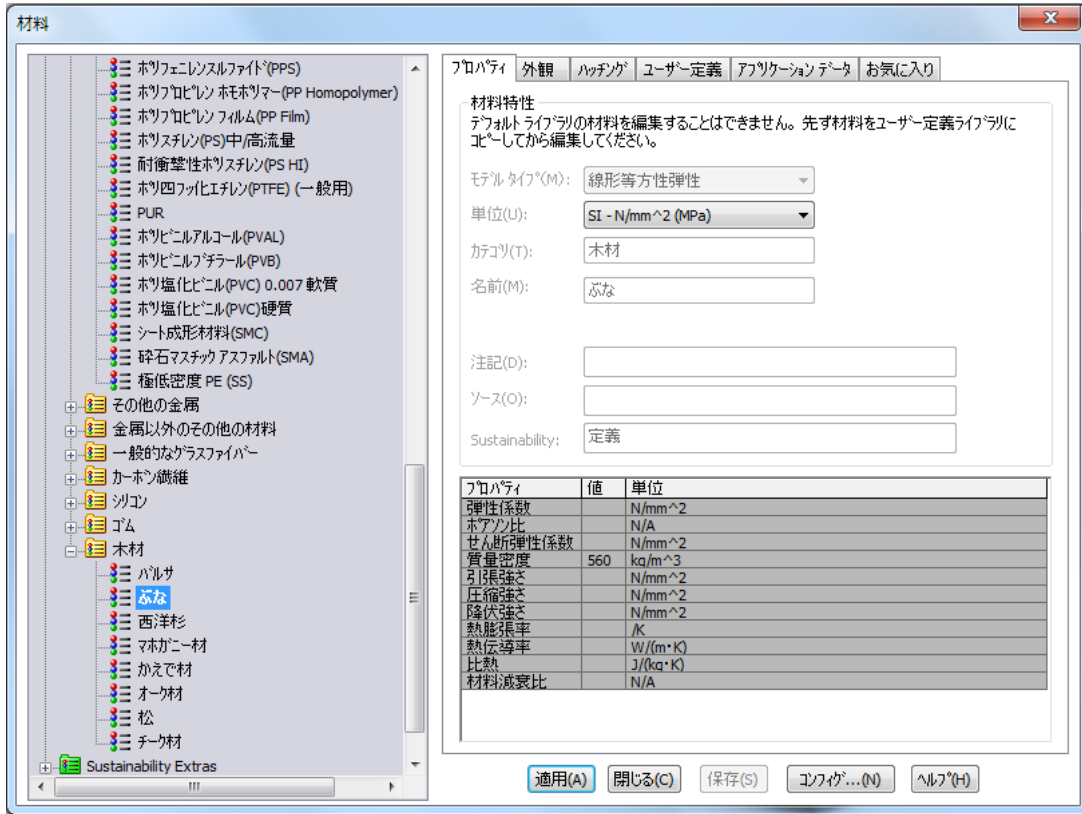 材料
ポリフェニレンスルファイド(PPS)
ポリプロピレン ホモポリマー(PP Homopolymer)
ポリプロピレン フィルム(PP Film)
ポリスチレン(PS)中/高流量
耐衝撃性ポリスチレン(PS HI)
ポリ四フッ化エチレン(PTFE) (一般用)
PUR
ポリビニルアルコール(PVAL)
ポリビニルブチラール(PVB)
ポリ塩化ビニル(PVC) 0.007 軟質
ポリ塩化ビニル(PVC)硬質
シート成形材料(SMC)
砕石マスチック アスファルト(SMA)
極低密度 PE (SS)
その他の金属
金属以外のその他の材料
一般的なグラスファイバー
カーボン繊維
シリコン
ゴム
木材
バルサ
ぶな
西洋杉
マホガニー材
かえで材
オーク材
松
チーク材
Sustainability Extras
プロパティ 外観 ハッチング ユーザー定義 アプリケーション データ お気に入り
材料特性
デフォルト ライブラリの材料を編集することはできません。先ず材料をユーザー定義ライブラリに
コピーしてから編集してください。
モデル タイプ(M): 線形等方性弾性
単位(U): SI - N/mm^2 (MPa)
カテゴリ(T): 木材
名前(M): ぶな
注記(D):
ソース(O):
Sustainability: 定義
プロパティ 値 単位
弾性係数 N/mm^2
ポアソン比 N/A
せん断弾性係数 N/mm^2
質量密度 560 kg/m^3
引張強さ N/mm^2
圧縮強さ N/mm^2
降伏強さ N/mm^2
熱膨張率 /K
熱伝導率 W/(m・K)
比熱 J/(kg・K)
材料減衰比 N/A
適用(A) 閉じる(C) 保存(S) コンフィグ...(N) ヘルプ(H)